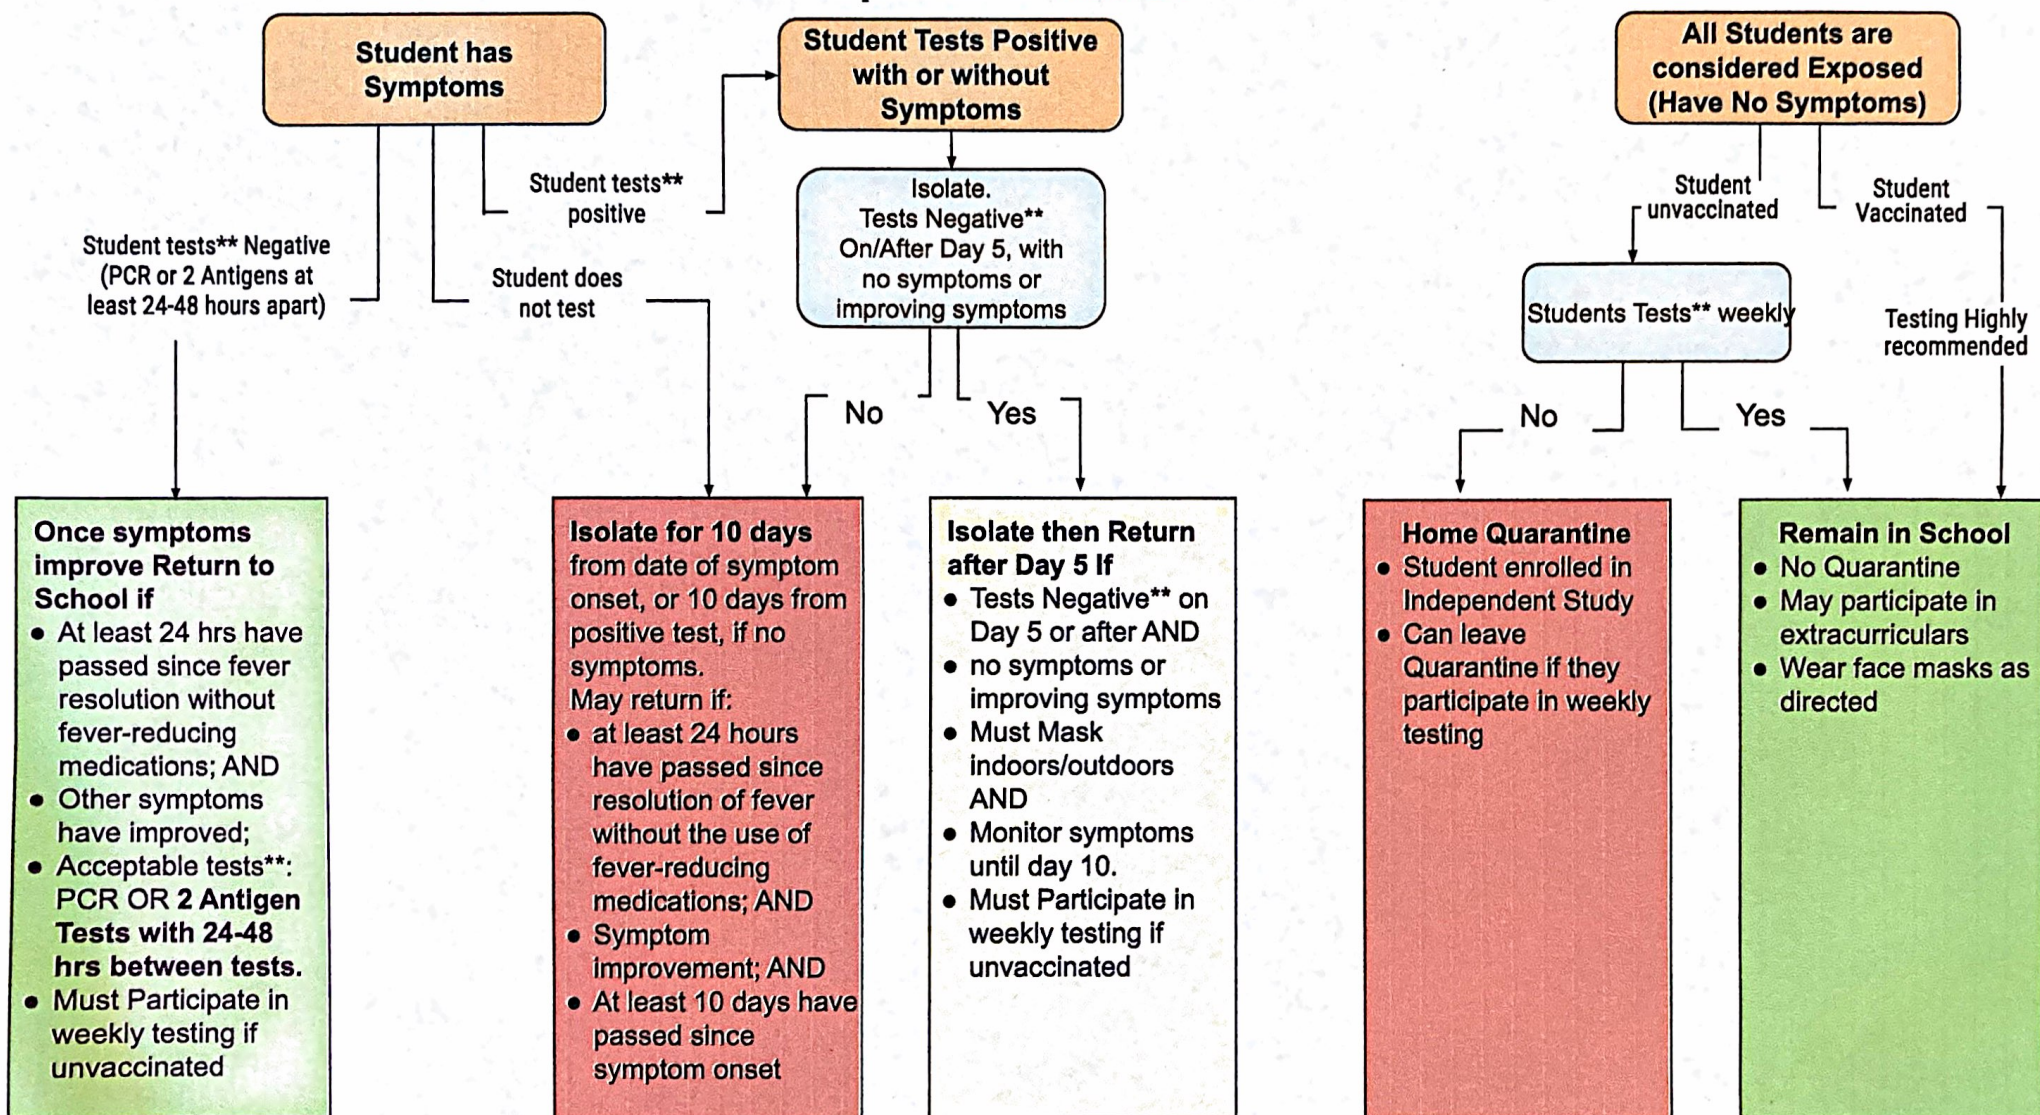 Student has
Symptoms
Student Tests Positive
with or without
Symptoms
All Students are
considered Exposed
(Have No Symptoms)
Student tests**
positive
Student tests** Negative
(PCR or 2 Antigens at
least 24-48 hours apart)
Student does
not test
Isolate.
Tests Negative**
On/After Day 5, with
no symptoms or
improving symptoms
Student
unvaccinated
Student
Vaccinated
Students Tests** weekly
Testing Highly
recommended
No
Yes
No
Yes
Once symptoms
improve Return to
School if
● At least 24 hrs have
passed since fever
resolution without
fever-reducing
medications; AND
● Other symptoms
have improved;
● Acceptable tests**:
PCR OR 2 Antigen
Tests with 24-48
hrs between tests.
● Must Participate in
weekly testing if
unvaccinated
Isolate for 10 days
from date of symptom
onset, or 10 days from
positive test, if no
symptoms.
May return if:
● at least 24 hours
have passed since
resolution of fever
without the use of
fever-reducing
medications; AND
● Symptom
improvement; AND
● At least 10 days have
passed since
symptom onset
Isolate then Return
after Day 5 If
● Tests Negative** on
Day 5 or after AND
● no symptoms or
improving symptoms
● Must Mask
indoors/outdoors
AND
● Monitor symptoms
until day 10.
● Must Participate in
weekly testing if
unvaccinated
Home Quarantine
● Student enrolled in
Independent Study
● Can leave
Quarantine if they
participate in weekly
testing
Remain in School
● No Quarantine
● May participate in
extracurriculars
● Wear face masks as
directed